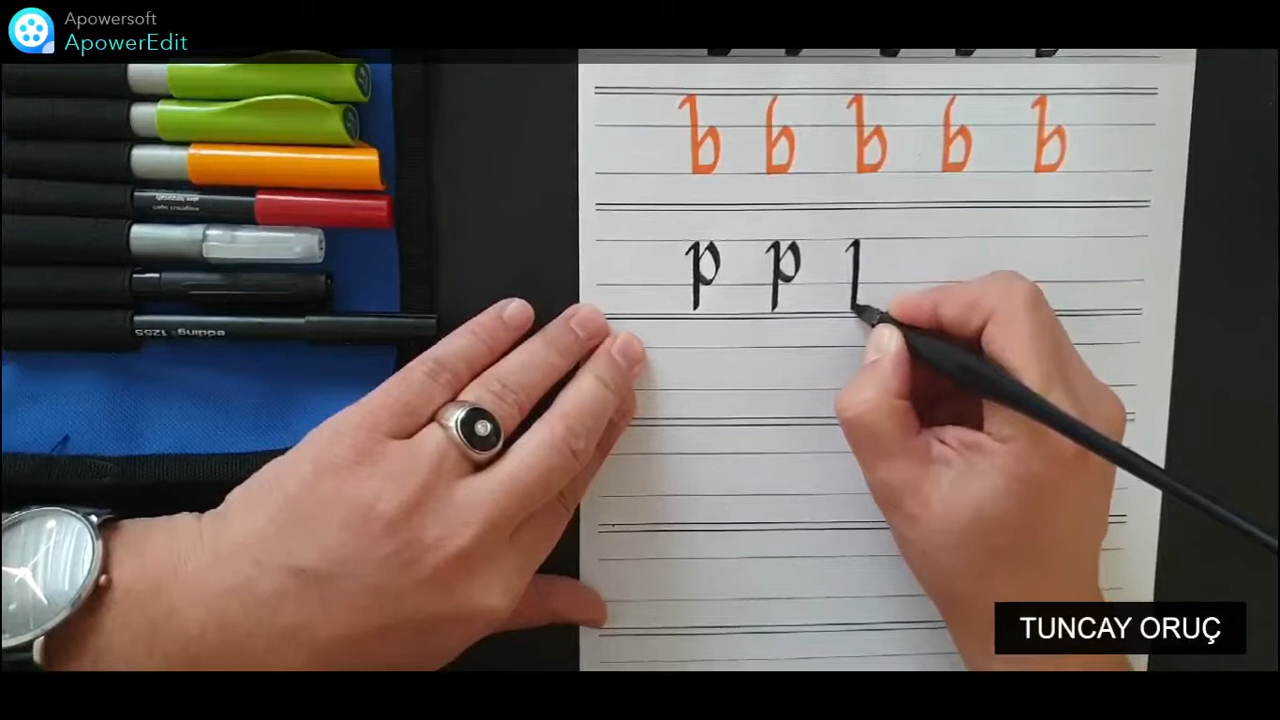 Apowersoft
ApowerEdit
b b b b b
p p l
edding 1255
TUNCAY ORUÇ